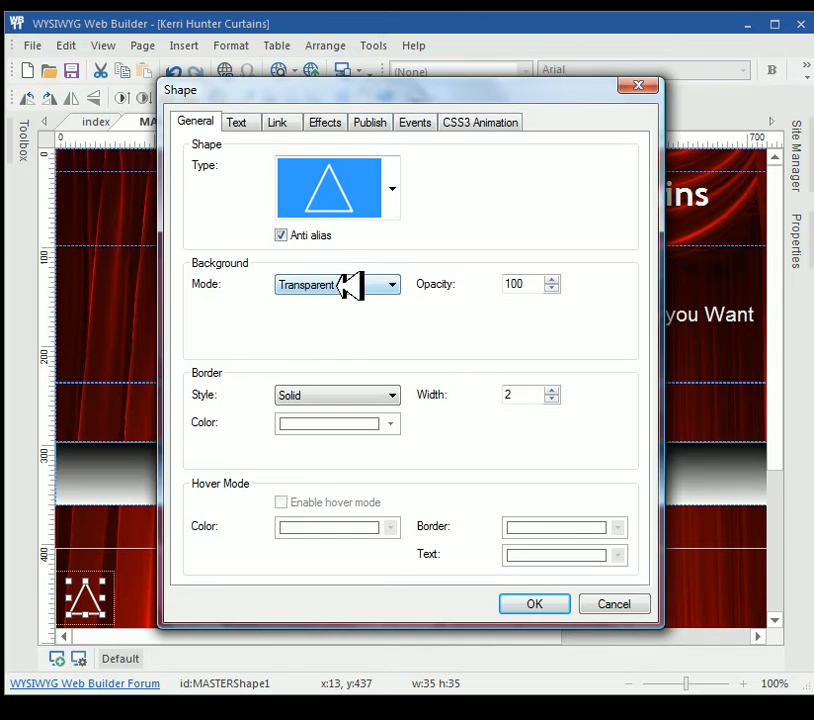 WYSIWYG Web Builder - [Kerri Hunter Curtains]
File Edit View Page Insert Format Table Arrange Tools Help
(None) Arial B
index MA
Toolbox
Site Manager
Properties
0 700
0
100
200
300
400
ins
you Want
Shape
General Text Link Effects Publish Events CSS3 Animation
Shape
Type:
Anti alias
Background
Mode: Transparent Opacity: 100
Border
Style: Solid Width: 2
Color:
Hover Mode
Enable hover mode
Color: Border:
Text:
OK Cancel
Default
WYSIWYG Web Builder Forum id:MASTERShape1 x:13, y:437 w:35 h:35 100%